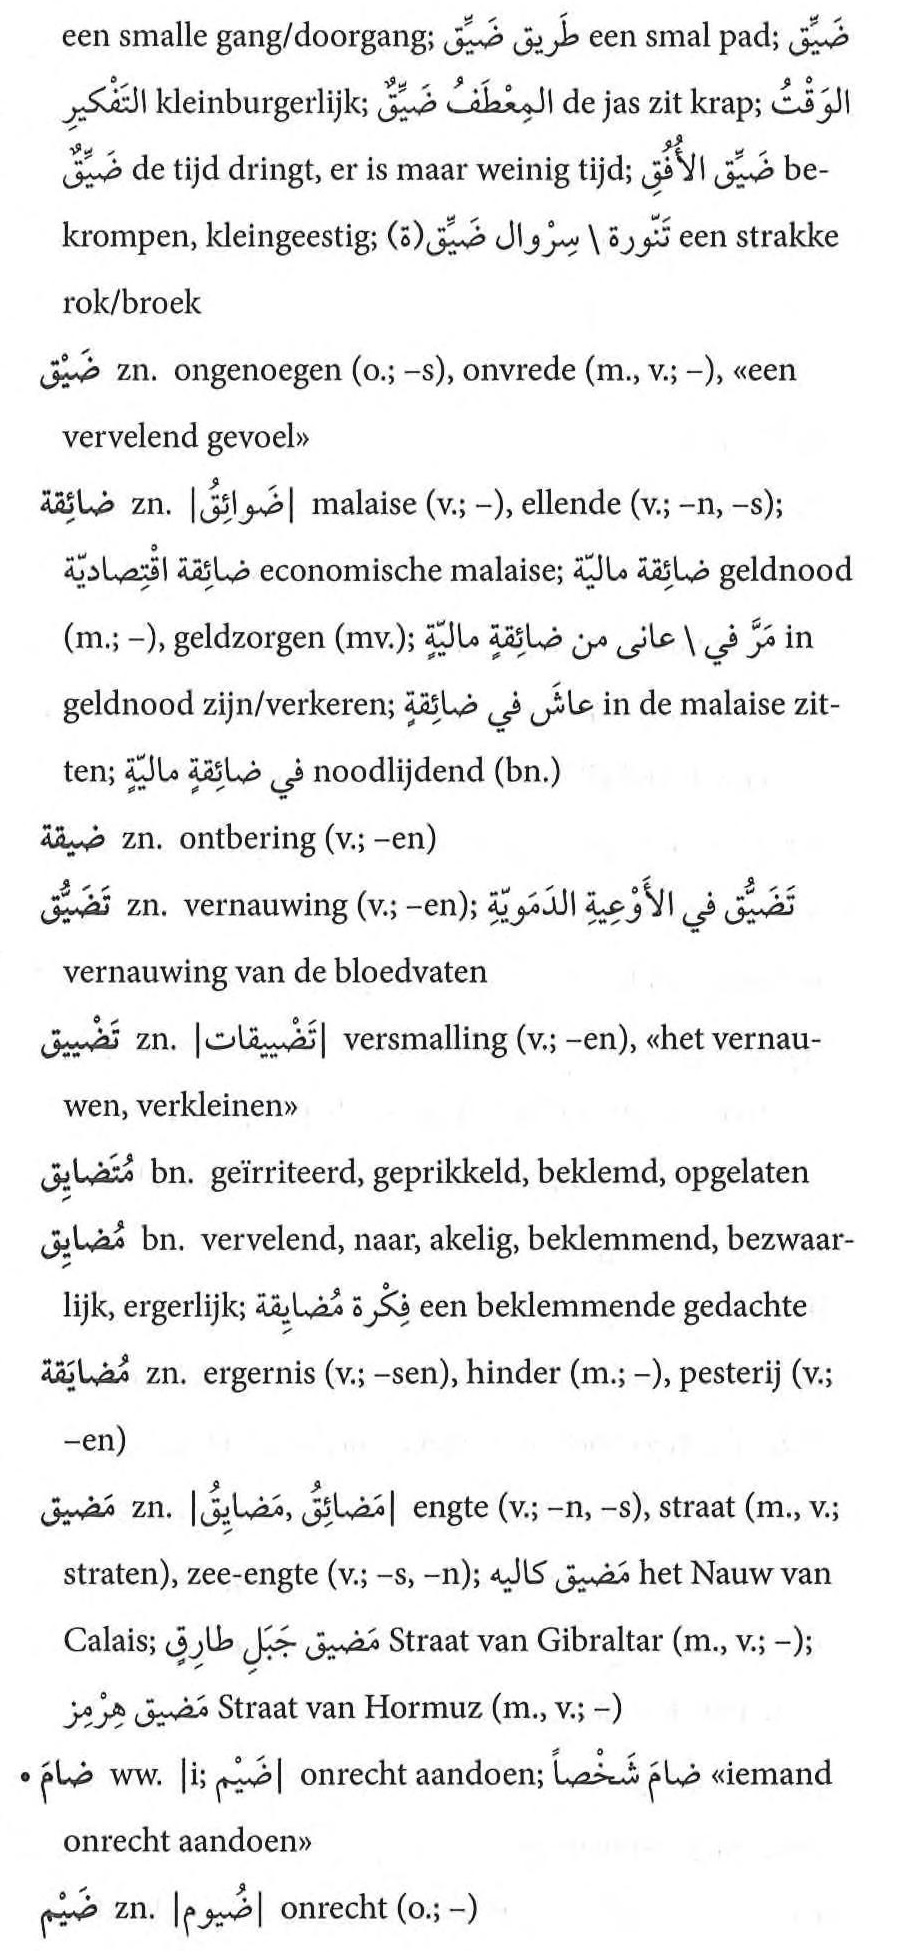 een smalle gang/doorgang; طَريق ضَيِّق een smal pad; ضَيِّق
التَفْكيرِ kleinburgerlijk; المِعْطَفُ ضَيِّقٌ de jas zit krap; الوَقْتُ
ضَيِّقٌ de tijd dringt, er is maar weinig tijd; ضَيِّق الأُفُقِ be-
krompen, kleingeestig; تَنّورة \ سِرْوال ضَيِّق(ة) een strakke
rok/broek
ضَيْق zn. ongenoegen (o.; –s), onvrede (m., v.; –), «een
vervelend gevoel»
ضائِقة zn. |ضَوائِقُ| malaise (v.; –), ellende (v.; –n, –s);
ضائِقة اقْتِصاديّة economische malaise; ضائِقة ماليّة geldnood
(m.; –), geldzorgen (mv.); مَرَّ في \ عانى من ضائِقةٍ ماليّةٍ in
geldnood zijn/verkeren; عاشَ في ضائِقةٍ in de malaise zit-
ten; في ضائِقةٍ ماليّةٍ noodlijdend (bn.)
ضيقة zn. ontbering (v.; –en)
تَضَيُّق zn. vernauwing (v.; –en); تَضَيُّق في الأَوْعِيةِ الدَمَويّةِ
vernauwing van de bloedvaten
تَضْييق zn. |تَضْييقات| versmalling (v.; –en), «het vernau-
wen, verkleinen»
مُتَضايِق bn. geïrriteerd, geprikkeld, beklemd, opgelaten
مُضايِق bn. vervelend, naar, akelig, beklemmend, bezwaar-
lijk, ergerlijk; فِكْرة مُضايِقة een beklemmende gedachte
مُضايَقة zn. ergernis (v.; –sen), hinder (m.; –), pesterij (v.;
–en)
مَضيق zn. |مَضائِقُ, مَضايِقُ| engte (v.; –n, –s), straat (m., v.;
straten), zee-engte (v.; –s, –n); مَضيق كاليه het Nauw van
Calais; مَضيق جَبَلِ طارِقٍ Straat van Gibraltar (m., v.; –);
مَضيق هِرْمِز Straat van Hormuz (m., v.; –)
• ضامَ ww. |i; ضَيْم| onrecht aandoen; ضامَ شَخْصاً «iemand
onrecht aandoen»
ضَيْم zn. |ضُيوم| onrecht (o.; –)